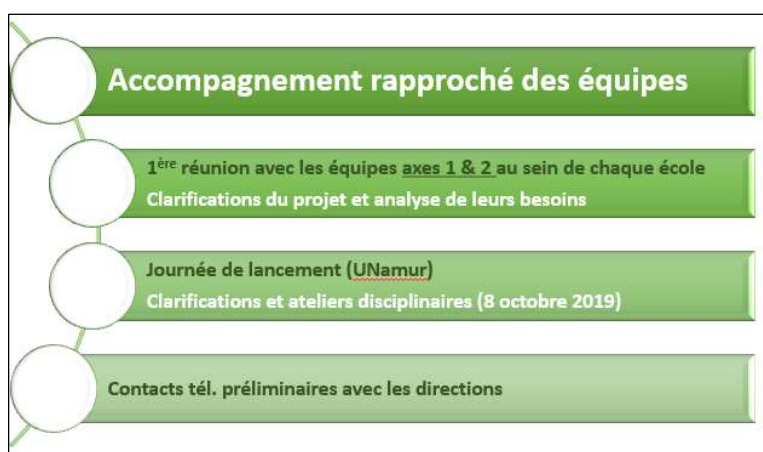 Accompagnement rapproché des équipes
1ère réunion avec les équipes axes 1 & 2 au sein de chaque école
Clarifications du projet et analyse de leurs besoins
Journée de lancement (UNamur)
Clarifications et ateliers disciplinaires (8 octobre 2019)
Contacts tél. préliminaires avec les directions